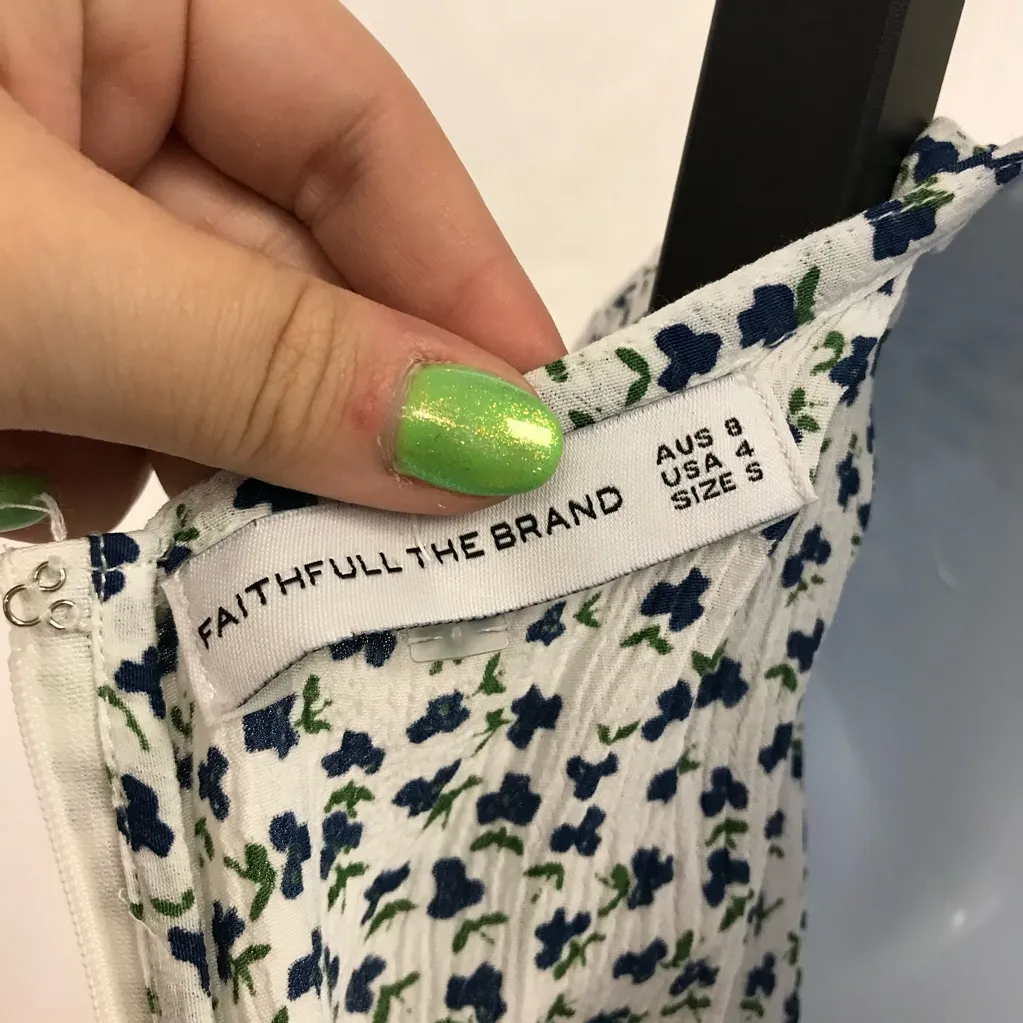 FAITHFULL THE BRAND
AUS 8
USA 4
SIZE S